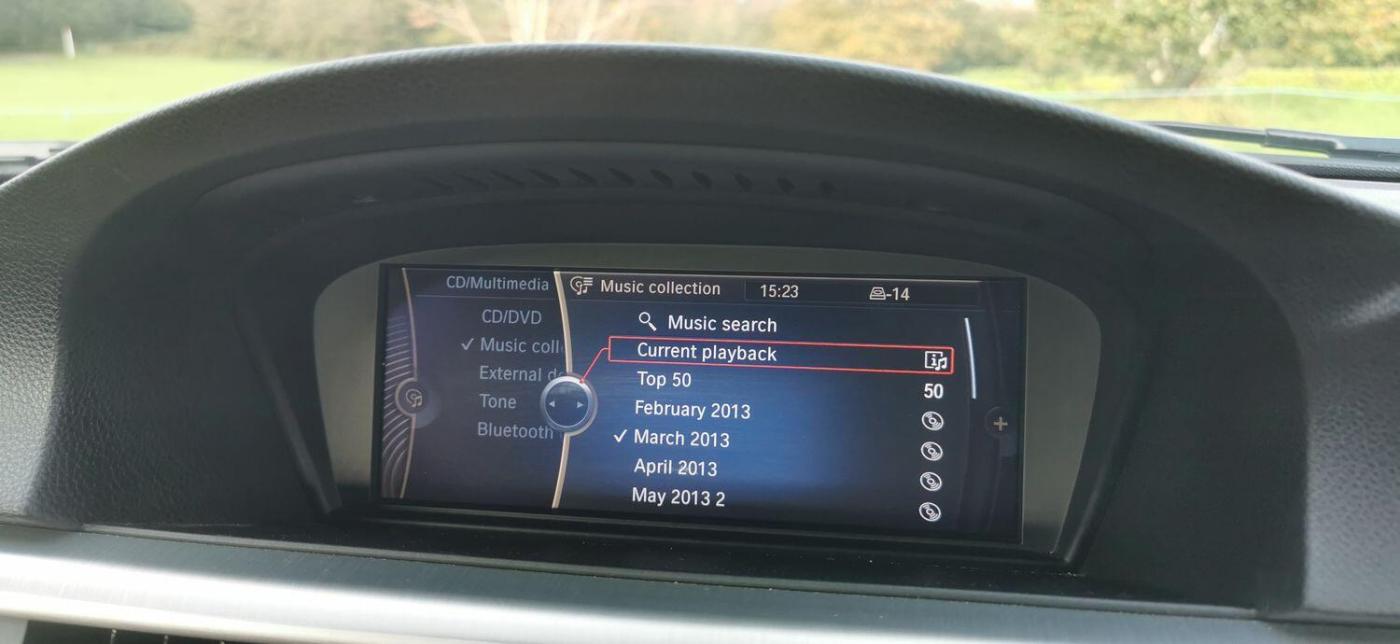 CD/Multimedia
CD/DVD
✓ Music coll
External d
Tone
Bluetooth
Music collection 15:23 -14
Music search
Current playback
Top 50 50
February 2013
✓ March 2013
April 2013
May 2013 2